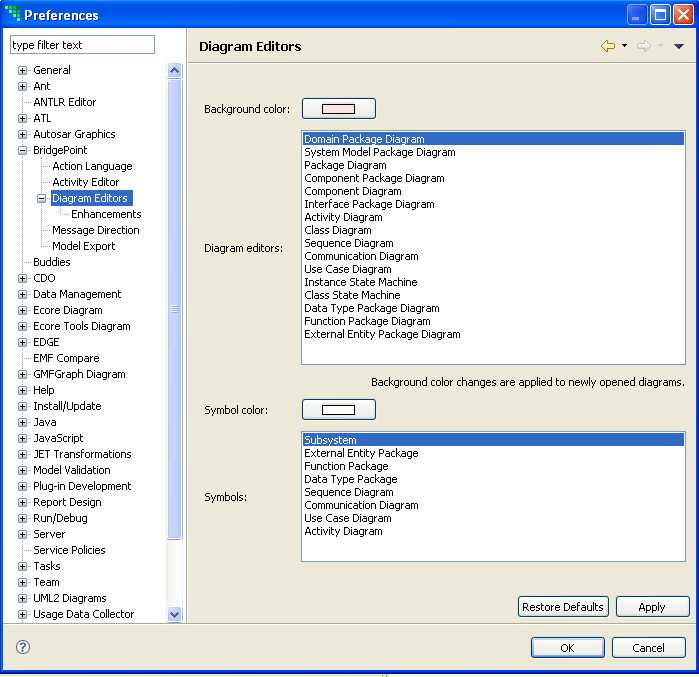 Preferences
type filter text
General
Ant
ANTLR Editor
ATL
Autosar Graphics
BridgePoint
Action Language
Activity Editor
Diagram Editors
Enhancements
Message Direction
Model Export
Buddies
CDO
Data Management
Ecore Diagram
Ecore Tools Diagram
EDGE
EMF Compare
GMFGraph Diagram
Help
Install/Update
Java
JavaScript
JET Transformations
Model Validation
Plug-in Development
Report Design
Run/Debug
Server
Service Policies
Tasks
Team
UML2 Diagrams
Usage Data Collector
Diagram Editors
Background color:
Diagram editors:
Domain Package Diagram
System Model Package Diagram
Package Diagram
Component Package Diagram
Component Diagram
Interface Package Diagram
Activity Diagram
Class Diagram
Sequence Diagram
Communication Diagram
Use Case Diagram
Instance State Machine
Class State Machine
Data Type Package Diagram
Function Package Diagram
External Entity Package Diagram
Background color changes are applied to newly opened diagrams.
Symbol color:
Symbols:
Subsystem
External Entity Package
Function Package
Data Type Package
Sequence Diagram
Communication Diagram
Use Case Diagram
Activity Diagram
Restore Defaults Apply
? OK Cancel